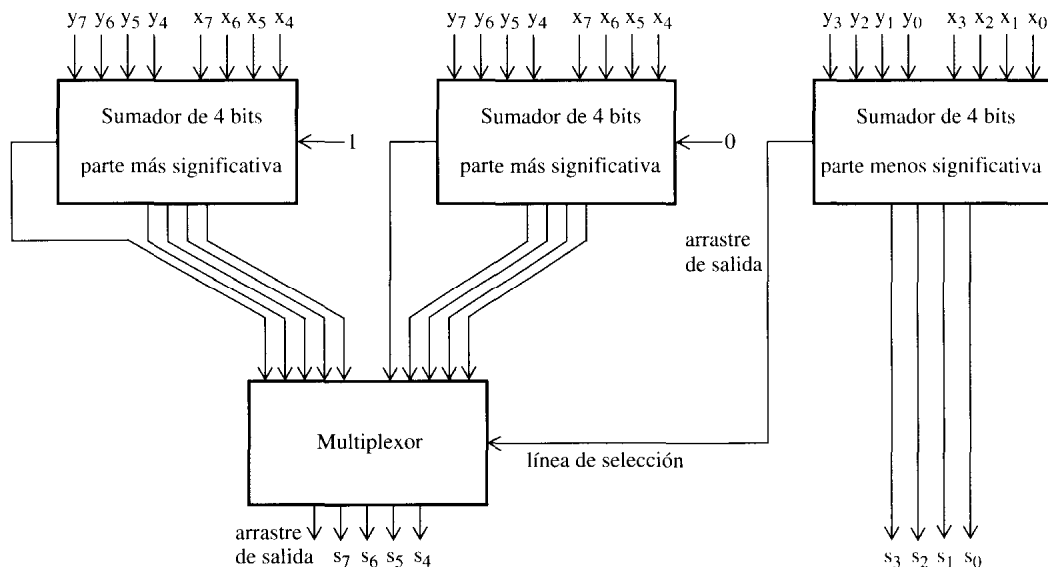 y7 y6 y5 y4 x7 x6 x5 x4
y7 y6 y5 y4 x7 x6 x5 x4
y3 y2 y1 y0 x3 x2 x1 x0
Sumador de 4 bits
parte más significativa
1
Sumador de 4 bits
parte más significativa
0
Sumador de 4 bits
parte menos significativa
arrastre
de salida
Multiplexor
línea de selección
arrastre
de salida
s7 s6 s5 s4
s3 s2 s1 s0